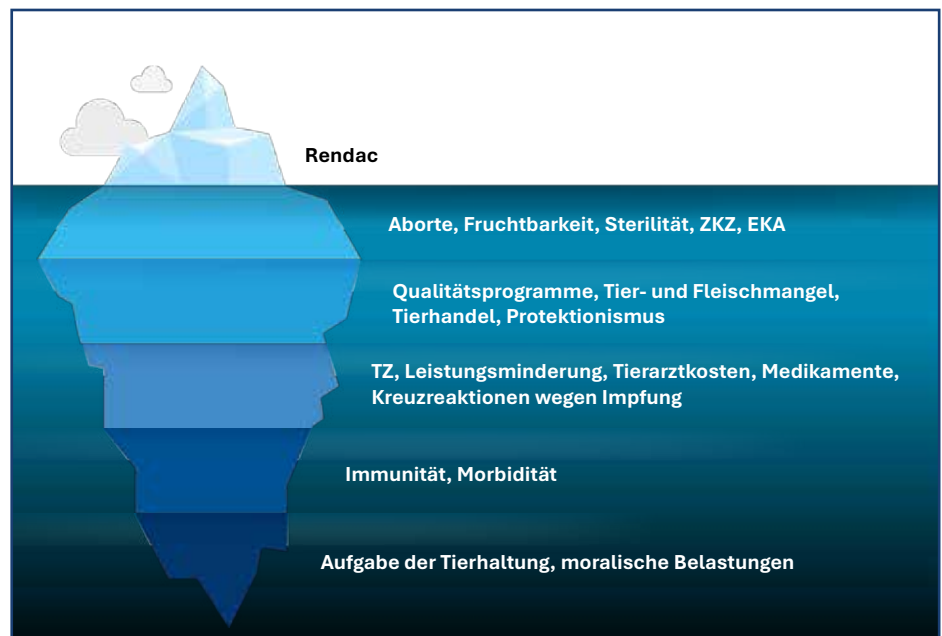 Rendac
Aborte, Fruchtbarkeit, Sterilität, ZKZ, EKA
Qualitätsprogramme, Tier- und Fleischmangel,
Tierhandel, Protektionismus
TZ, Leistungsminderung, Tierarztkosten, Medikamente,
Kreuzreaktionen wegen Impfung
Immunität, Morbidität
Aufgabe der Tierhaltung, moralische Belastungen